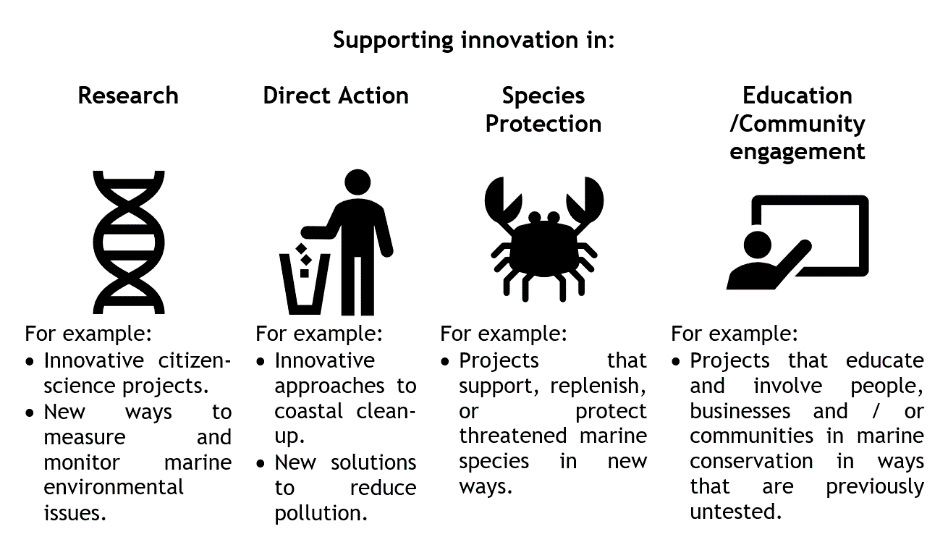 Supporting innovation in:
Research
Direct Action
Species
Protection
Education
/Community
engagement
For example:
• Innovative citizen-
science projects.
• New ways to
measure and
monitor marine
environmental
issues.
For example:
• Innovative
approaches to
coastal clean-
up.
• New solutions
to reduce
pollution.
For example:
• Projects that
support, replenish,
or protect
threatened marine
species in new
ways.
For example:
• Projects that educate
and involve people,
businesses and / or
communities in marine
conservation in ways
that are previously
untested.